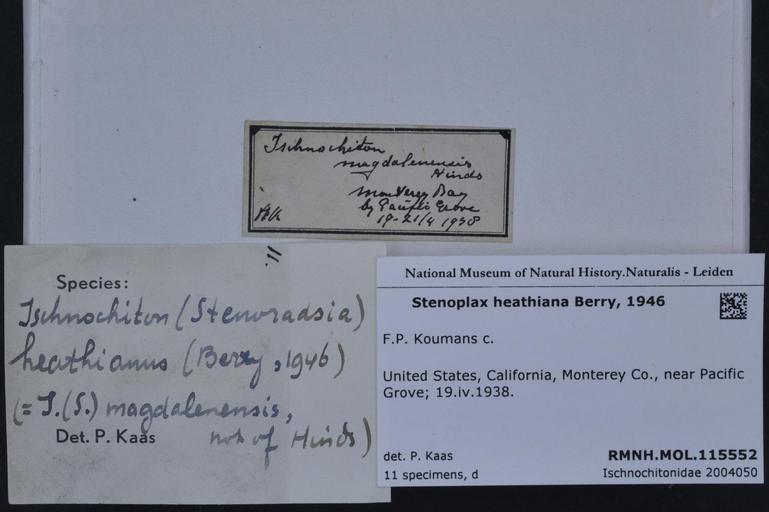 Ischnochiton
magdalenensis
Hinds
Monterey Bay
by Pacific Grove
19-21/4 1938
11.
Species:
Ischnochiton (Stenoradsia)
heathianus (Berry, 1946)
(= I. (S.) magdalenensis,
Det. P. Kaas not of Hinds)
National Museum of Natural History.Naturalis - Leiden
Stenoplax heathiana Berry, 1946
F.P. Koumans c.
United States, California, Monterey Co., near Pacific
Grove; 19.iv.1938.
det. P. Kaas
RMNH.MOL.115552
11 specimens, d
Ischnochitonidae 2004050